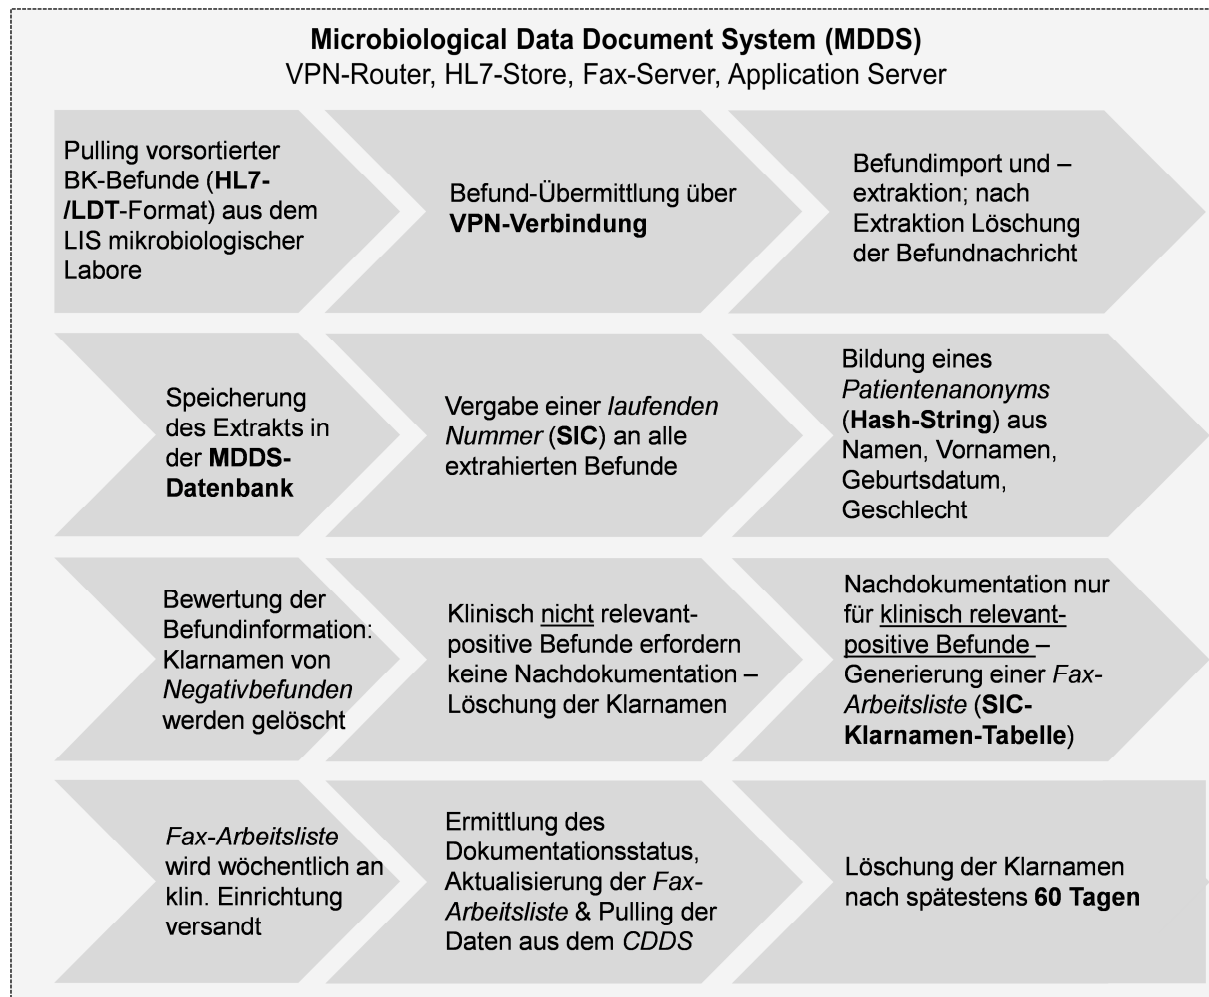 Microbiological Data Document System (MDDS)
VPN-Router, HL7-Store, Fax-Server, Application Server
Pulling vorsortierter
BK-Befunde (HL7-
/LDT-Format) aus dem
LIS mikrobiologischer
Labore
Befund-Übermittlung über
VPN-Verbindung
Befundimport und –
extraktion; nach
Extraktion Löschung
der Befundnachricht
Speicherung
des Extrakts in
der MDDS-
Datenbank
Vergabe einer laufenden
Nummer (SIC) an alle
extrahierten Befunde
Bildung eines
Patientenanonyms
(Hash-String) aus
Namen, Vornamen,
Geburtsdatum,
Geschlecht
Bewertung der
Befundinformation:
Klarnamen von
Negativbefunden
werden gelöscht
Klinisch nicht relevant-
positive Befunde erfordern
keine Nachdokumentation –
Löschung der Klarnamen
Nachdokumentation nur
für klinisch relevant-
positive Befunde –
Generierung einer Fax-
Arbeitsliste (SIC-
Klarnamen-Tabelle)
Fax-Arbeitsliste
wird wöchentlich an
klin. Einrichtung
versandt
Ermittlung des
Dokumentationsstatus,
Aktualisierung der Fax-
Arbeitsliste & Pulling der
Daten aus dem CDDS
Löschung der Klarnamen
nach spätestens 60 Tagen